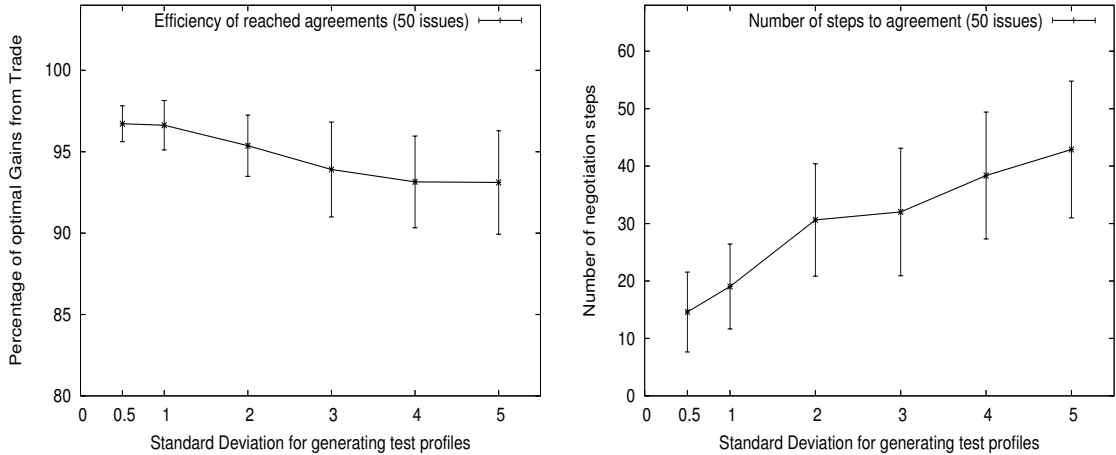 Efficiency of reached agreements (50 issues)
Percentage of optimal Gains from Trade
100
95
90
85
80
0 0.5 1 2 3 4 5
Standard Deviation for generating test profiles
Number of steps to agreement (50 issues)
Number of negotiation steps
60
50
40
30
20
10
0
0 0.5 1 2 3 4 5
Standard Deviation for generating test profiles